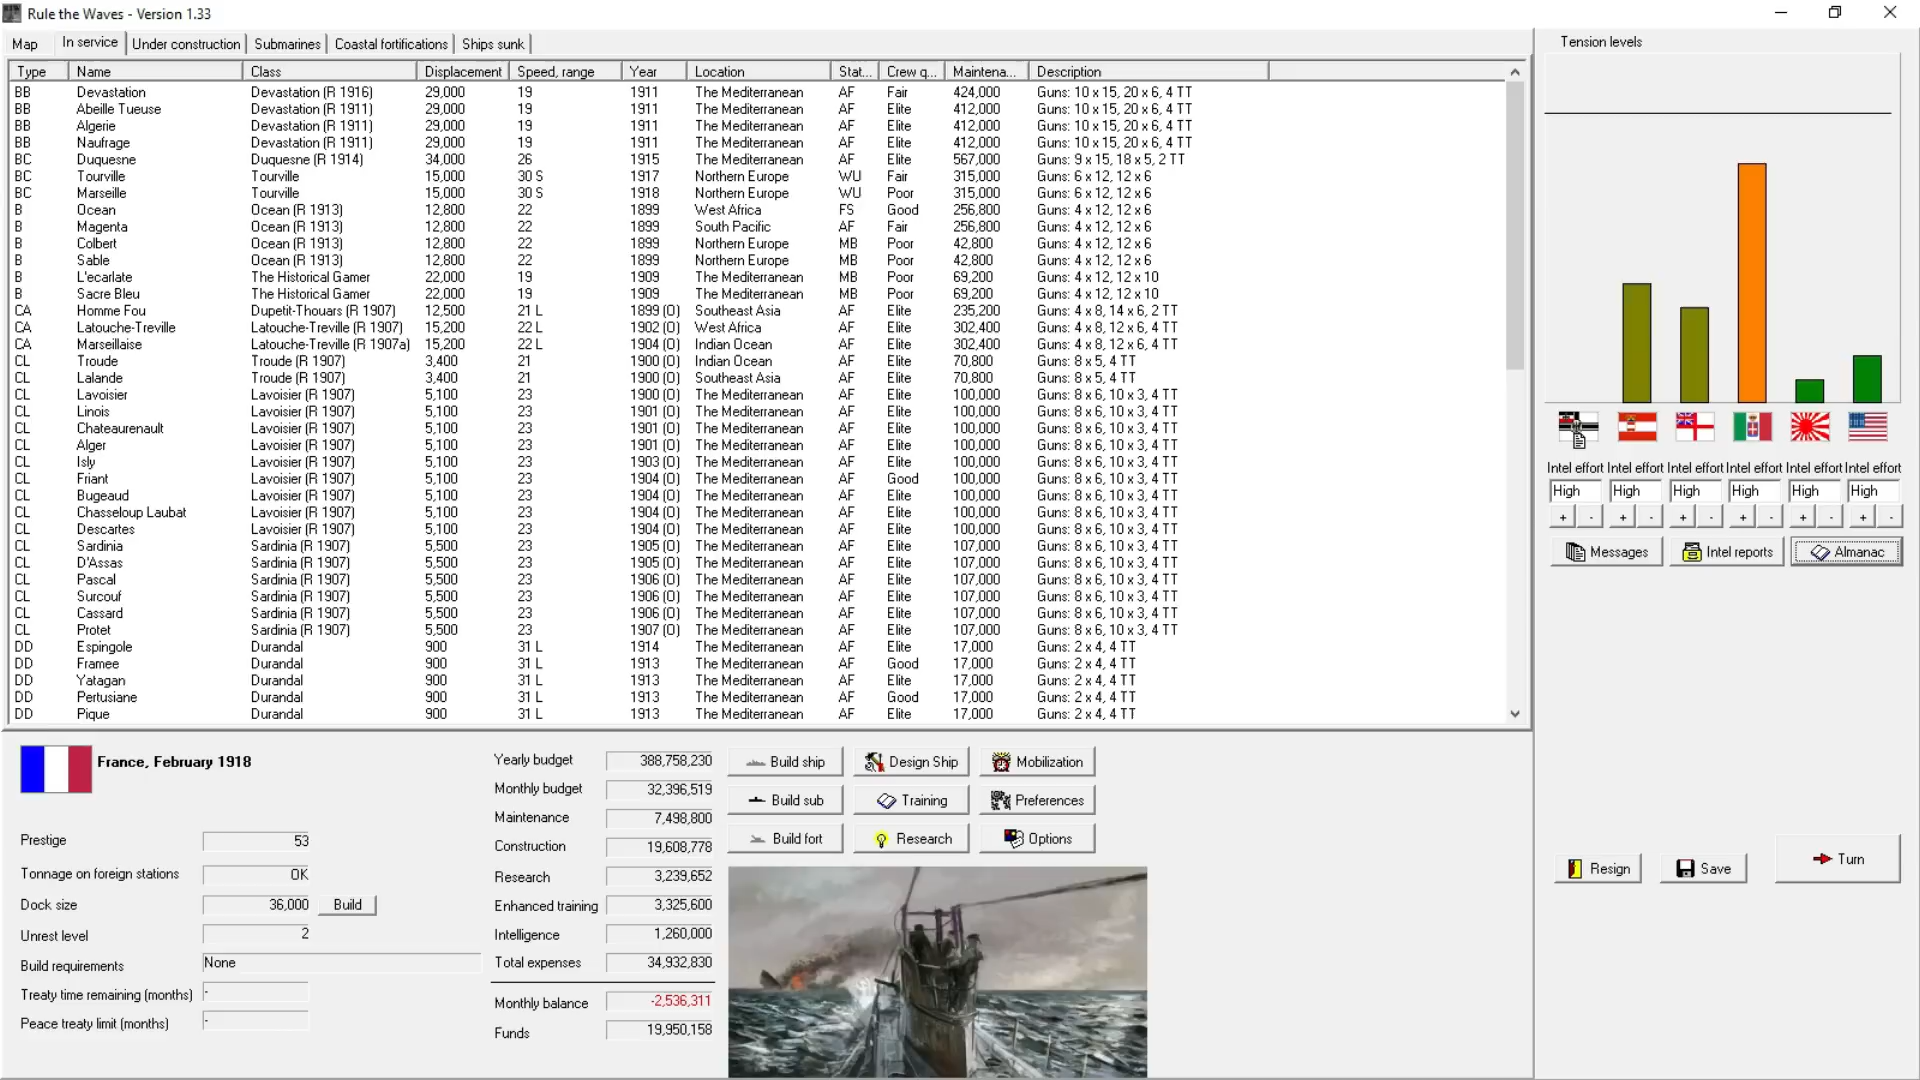 Rule the Waves - Version 1.33
Map In service Under construction Submarines Coastal fortifications Ships sunk
Type Name Class Displacement Speed, range Year Location Stat... Crew q... Maintena... Description
BB Devastation Devastation (R 1916) 29,000 19 1911 The Mediterranean AF Fair 424,000 Guns: 10 x 15, 20 x 6, 4 TT
BB Abeille Tueuse Devastation (R 1911) 29,000 19 1911 The Mediterranean AF Elite 412,000 Guns: 10 x 15, 20 x 6, 4 TT
BB Algerie Devastation (R 1911) 29,000 19 1911 The Mediterranean AF Elite 412,000 Guns: 10 x 15, 20 x 6, 4 TT
BB Naufrage Devastation (R 1911) 29,000 19 1911 The Mediterranean AF Elite 412,000 Guns: 10 x 15, 20 x 6, 4 TT
BC Duquesne Duquesne (R 1914) 34,000 26 1915 The Mediterranean AF Elite 567,000 Guns: 9 x 15, 18 x 5, 2 TT
BC Tourville Tourville 15,000 30 S 1917 Northern Europe WU Fair 315,000 Guns: 6 x 12, 12 x 6
BC Marseille Tourville 15,000 30 S 1918 Northern Europe WU Poor 315,000 Guns: 6 x 12, 12 x 6
B Ocean Ocean (R 1913) 12,800 22 1899 West Africa FS Good 256,800 Guns: 4 x 12, 12 x 6
B Magenta Ocean (R 1913) 12,800 22 1899 South Pacific AF Fair 256,800 Guns: 4 x 12, 12 x 6
B Colbert Ocean (R 1913) 12,800 22 1899 Northern Europe MB Poor 42,800 Guns: 4 x 12, 12 x 6
B Sable Ocean (R 1913) 12,800 22 1899 Northern Europe MB Poor 42,800 Guns: 4 x 12, 12 x 6
B L'ecarlate The Historical Gamer 22,000 19 1909 The Mediterranean MB Poor 69,200 Guns: 4 x 12, 12 x 10
B Sacre Bleu The Historical Gamer 22,000 19 1909 The Mediterranean MB Poor 69,200 Guns: 4 x 12, 12 x 10
CA Homme Fou Dupetit-Thouars (R 1907) 12,500 21 L 1899 (O) Southeast Asia AF Elite 235,200 Guns: 4 x 8, 14 x 6, 2 TT
CA Latouche-Treville Latouche-Treville (R 1907) 15,200 22 L 1902 (O) West Africa AF Elite 302,400 Guns: 4 x 8, 12 x 6, 4 TT
CA Marseillaise Latouche-Treville (R 1907a) 15,200 22 L 1904 (O) Indian Ocean AF Elite 302,400 Guns: 4 x 8, 12 x 6, 4 TT
CL Troude Troude (R 1907) 3,400 21 1900 (O) Indian Ocean AF Elite 70,800 Guns: 8 x 5, 4 TT
CL Lalande Troude (R 1907) 3,400 21 1900 (O) Southeast Asia AF Elite 70,800 Guns: 8 x 5, 4 TT
CL Lavoisier Lavoisier (R 1907) 5,100 23 1900 (O) The Mediterranean AF Elite 100,000 Guns: 8 x 6, 10 x 3, 4 TT
CL Linois Lavoisier (R 1907) 5,100 23 1901 (O) The Mediterranean AF Elite 100,000 Guns: 8 x 6, 10 x 3, 4 TT
CL Chateaurenault Lavoisier (R 1907) 5,100 23 1901 (O) The Mediterranean AF Elite 100,000 Guns: 8 x 6, 10 x 3, 4 TT
CL Alger Lavoisier (R 1907) 5,100 23 1901 (O) The Mediterranean AF Elite 100,000 Guns: 8 x 6, 10 x 3, 4 TT
CL Isly Lavoisier (R 1907) 5,100 23 1903 (O) The Mediterranean AF Elite 100,000 Guns: 8 x 6, 10 x 3, 4 TT
CL Friant Lavoisier (R 1907) 5,100 23 1904 (O) The Mediterranean AF Good 100,000 Guns: 8 x 6, 10 x 3, 4 TT
CL Bugeaud Lavoisier (R 1907) 5,100 23 1904 (O) The Mediterranean AF Elite 100,000 Guns: 8 x 6, 10 x 3, 4 TT
CL Chasseloup Laubat Lavoisier (R 1907) 5,100 23 1904 (O) The Mediterranean AF Elite 100,000 Guns: 8 x 6, 10 x 3, 4 TT
CL Descartes Lavoisier (R 1907) 5,100 23 1904 (O) The Mediterranean AF Elite 100,000 Guns: 8 x 6, 10 x 3, 4 TT
CL Sardinia Sardinia (R 1907) 5,500 23 1905 (O) The Mediterranean AF Elite 107,000 Guns: 8 x 6, 10 x 3, 4 TT
CL D'Assas Sardinia (R 1907) 5,500 23 1905 (O) The Mediterranean AF Elite 107,000 Guns: 8 x 6, 10 x 3, 4 TT
CL Pascal Sardinia (R 1907) 5,500 23 1906 (O) The Mediterranean AF Elite 107,000 Guns: 8 x 6, 10 x 3, 4 TT
CL Surcouf Sardinia (R 1907) 5,500 23 1906 (O) The Mediterranean AF Elite 107,000 Guns: 8 x 6, 10 x 3, 4 TT
CL Cassard Sardinia (R 1907) 5,500 23 1906 (O) The Mediterranean AF Elite 107,000 Guns: 8 x 6, 10 x 3, 4 TT
CL Protet Sardinia (R 1907) 5,500 23 1907 (O) The Mediterranean AF Elite 107,000 Guns: 8 x 6, 10 x 3, 4 TT
DD Espingole Durandal 900 31 L 1914 The Mediterranean AF Elite 17,000 Guns: 2 x 4, 4 TT
DD Framee Durandal 900 31 L 1913 The Mediterranean AF Good 17,000 Guns: 2 x 4, 4 TT
DD Yatagan Durandal 900 31 L 1913 The Mediterranean AF Elite 17,000 Guns: 2 x 4, 4 TT
DD Pertusiane Durandal 900 31 L 1913 The Mediterranean AF Good 17,000 Guns: 2 x 4, 4 TT
DD Pique Durandal 900 31 L 1913 The Mediterranean AF Elite 17,000 Guns: 2 x 4, 4 TT
Tension levels
Intel effort Intel effort Intel effort Intel effort Intel effort Intel effort
High High High High High High
+ - + - + - + - + - + -
Messages Intel reports Almanac
France, February 1918
Prestige 53
Tonnage on foreign stations OK
Dock size 36,000 Build
Unrest level 2
Build requirements None
Treaty time remaining (months) -
Peace treaty limit (months) -
Yearly budget 388,758,230
Monthly budget 32,396,519
Maintenance 7,498,800
Construction 19,608,778
Research 3,239,652
Enhanced training 3,325,600
Intelligence 1,260,000
Total expenses 34,932,830
Monthly balance -2,536,311
Funds 19,950,158
Build ship Design Ship Mobilization
Build sub Training Preferences
Build fort Research Options
Resign Save Turn